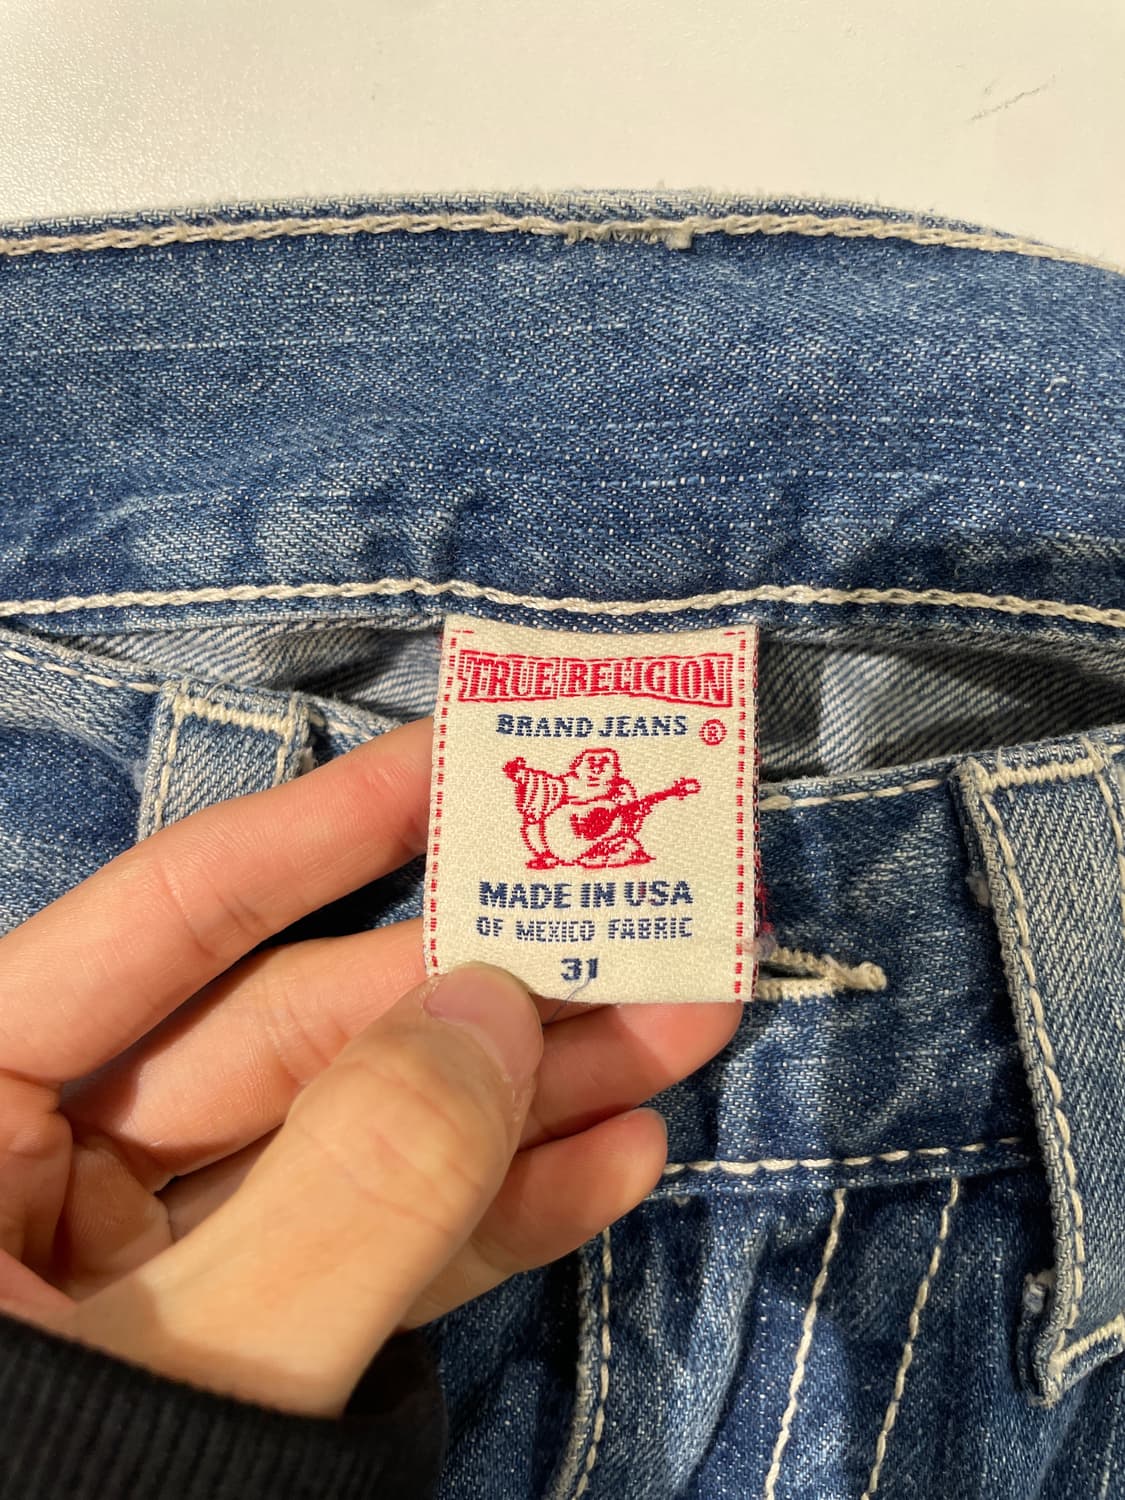 TRUE RELIGION
BRAND JEANS ®
MADE IN USA
OF MEXICO FABRIC
31